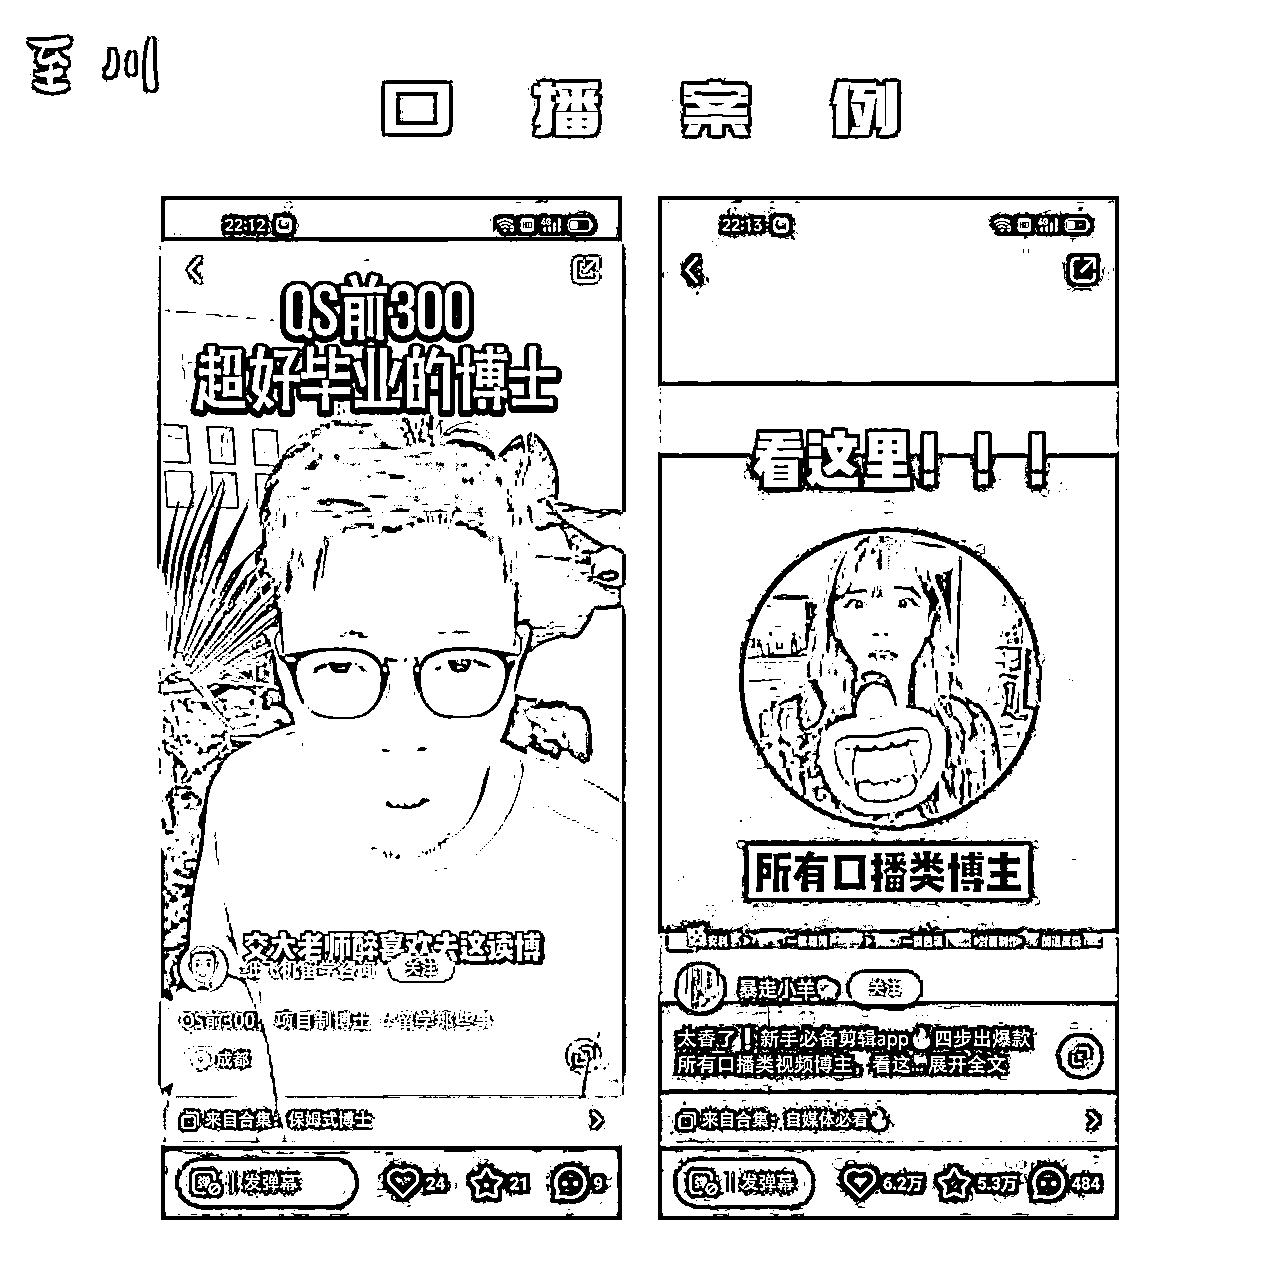 至川
口播案例
22:12
QS前300
超好毕业的博士
交大老师醉喜欢去这读博
关注
QS前300，项目制博士 #留学那些事
成都
来自合集·保姆式博士
发弹幕
24
21
9
22:13
看这里！！！
所有口播类博主
暴走小羊
关注
太香了！新手必备剪辑app🔥四步出爆款
所有口播类视频博主，看这...展开全文
来自合集·自媒体必看
发弹幕
6.2万
5.3万
484